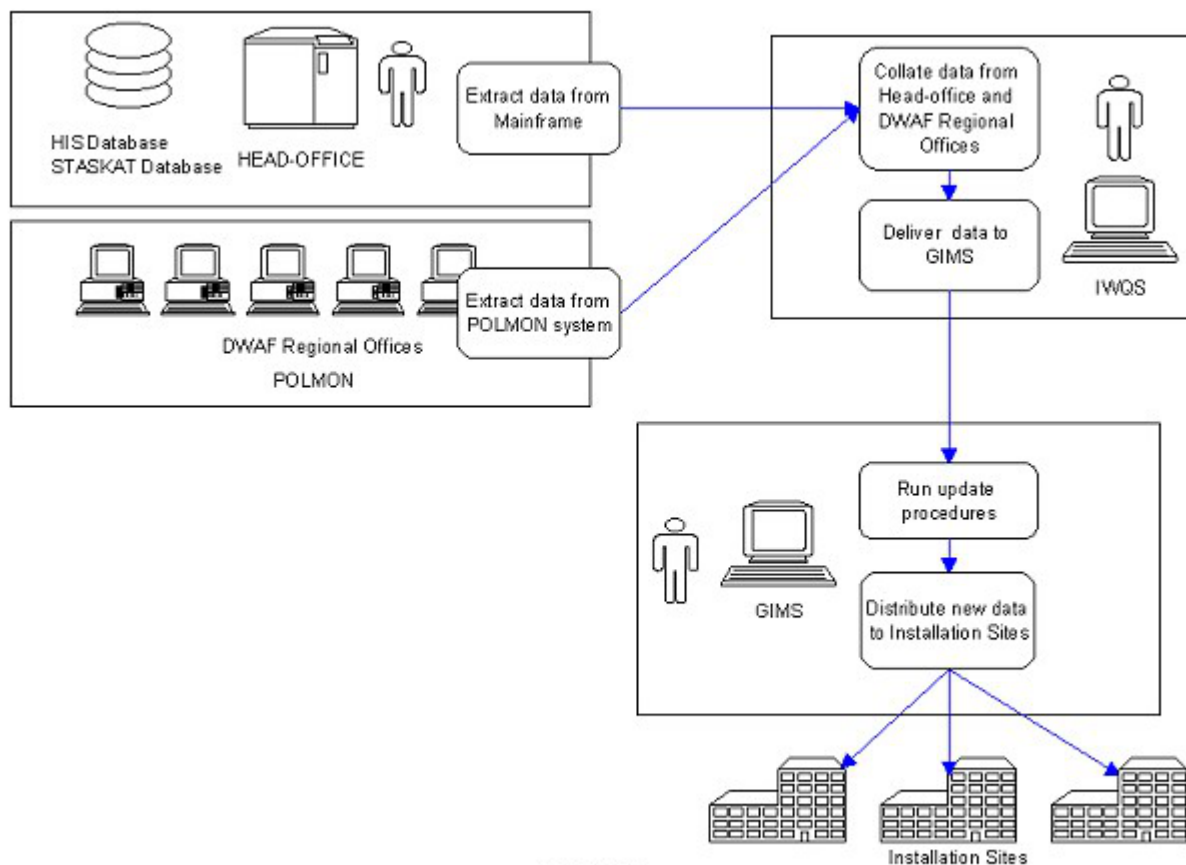 HIS Database
STASKAT Database
HEAD-OFFICE
Extract data from
Mainframe
DWAF Regional Offices
POLMON
Extract data from
POLMON system
Collate data from
Head-office and
DWAF Regional
Offices
Deliver data to
GIMS
IWQS
Run update
procedures
GIMS
Distribute new data
to Installation Sites
Installation Sites